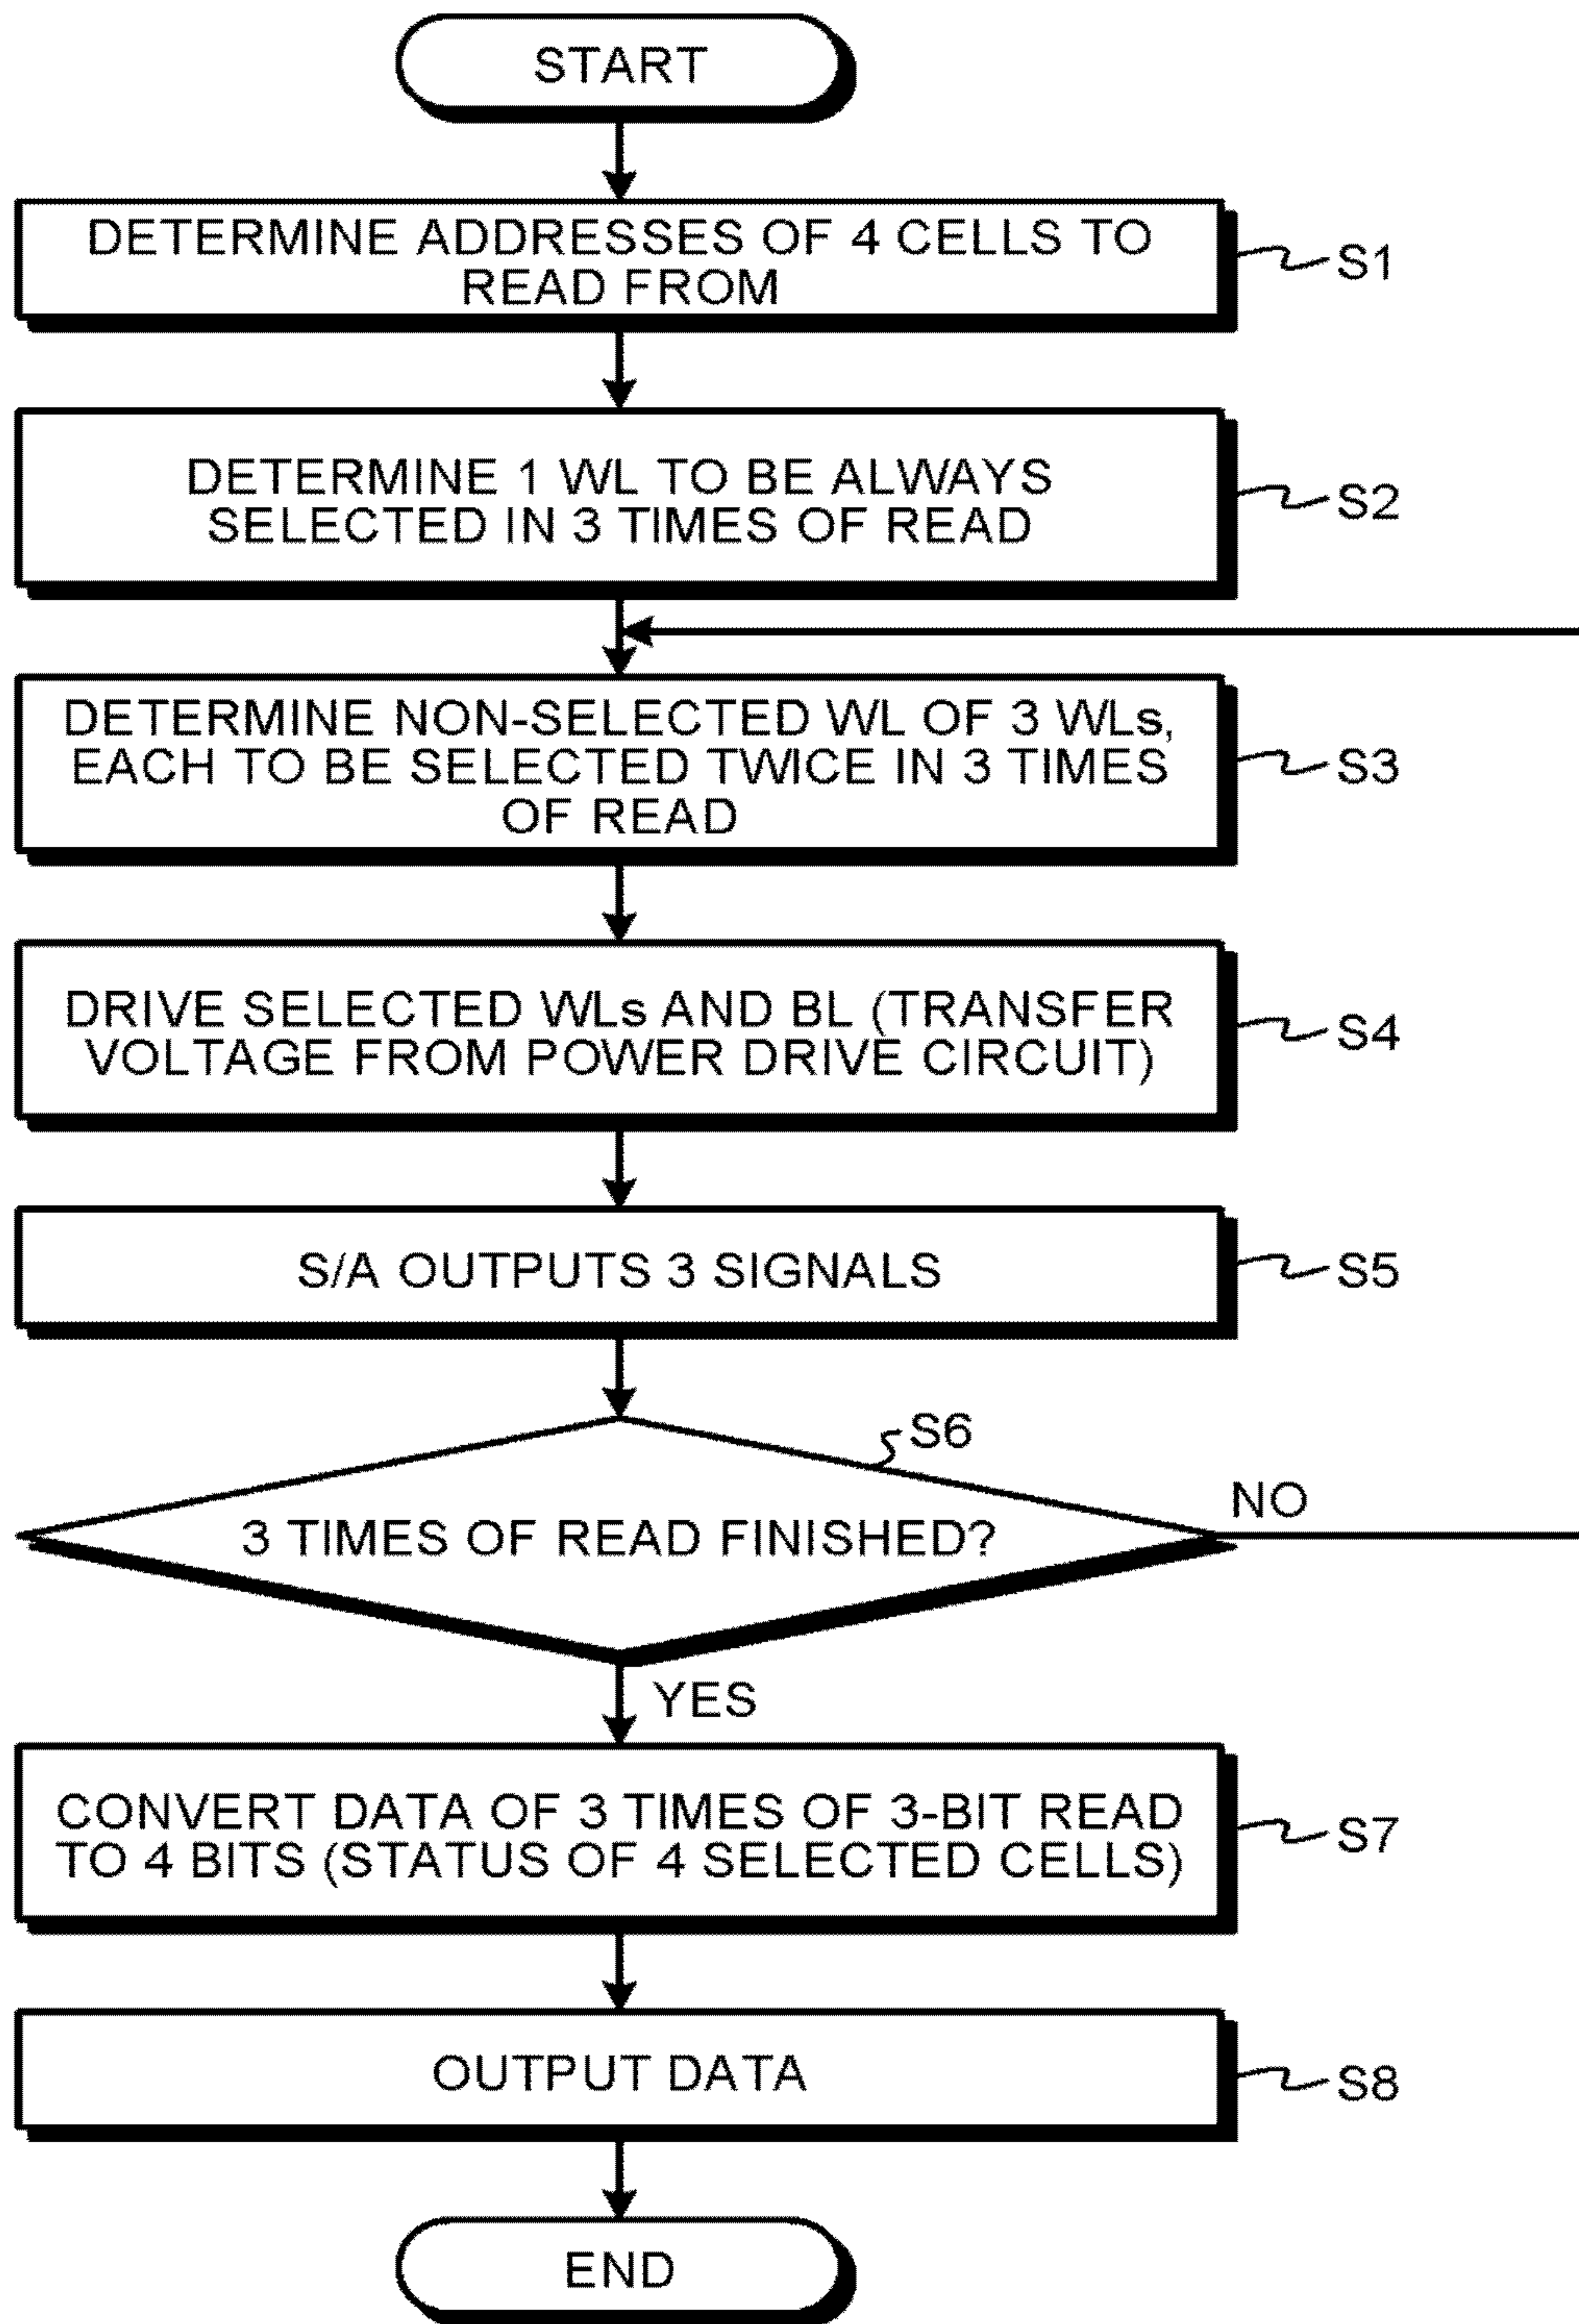 START
DETERMINE ADDRESSES OF 4 CELLS TO
READ FROM
S1
DETERMINE 1 WL TO BE ALWAYS
SELECTED IN 3 TIMES OF READ
S2
DETERMINE NON-SELECTED WL OF 3 WLs,
EACH TO BE SELECTED TWICE IN 3 TIMES
OF READ
S3
DRIVE SELECTED WLs AND BL (TRANSFER
VOLTAGE FROM POWER DRIVE CIRCUIT)
S4
S/A OUTPUTS 3 SIGNALS
S5
S6
3 TIMES OF READ FINISHED?
NO
YES
CONVERT DATA OF 3 TIMES OF 3-BIT READ
TO 4 BITS (STATUS OF 4 SELECTED CELLS)
S7
OUTPUT DATA
S8
END